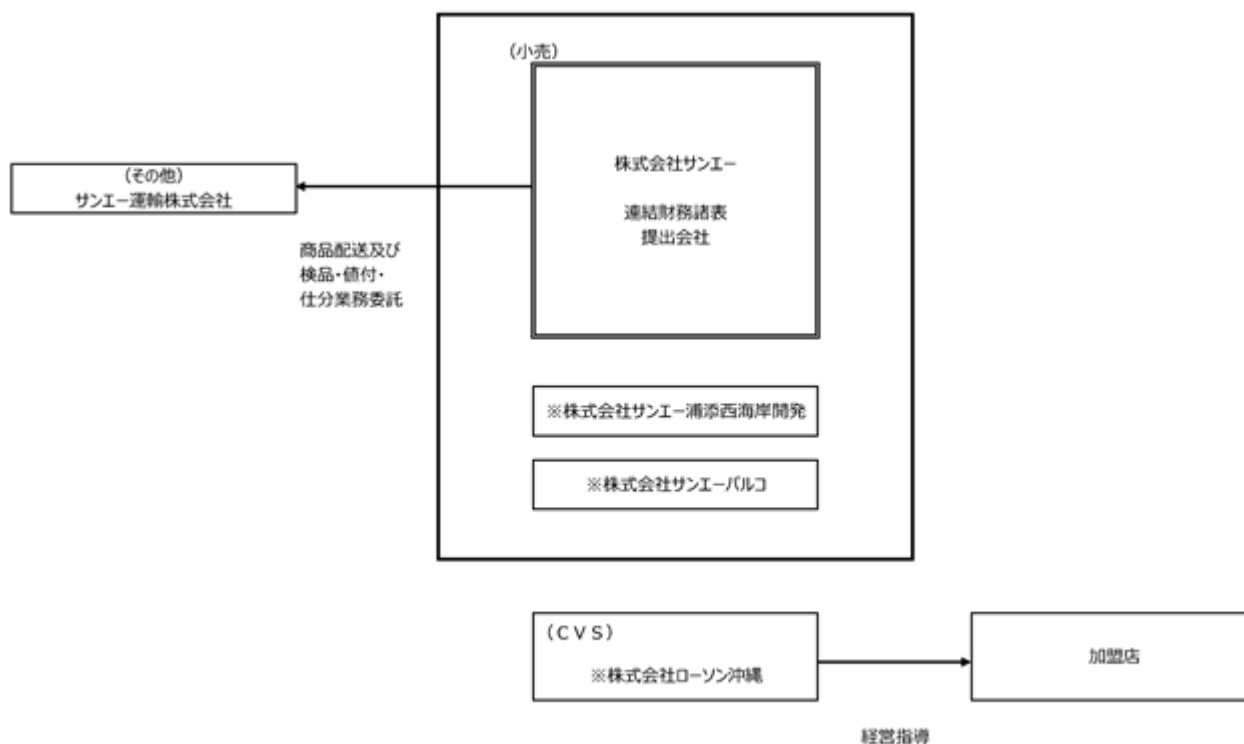 （小売）
株式会社サンエー
連結財務諸表
提出会社
（その他）
サンエー運輸株式会社
商品配送及び
検品・値付・
仕分業務委託
※株式会社サンエー浦添西海岸開発
※株式会社サンエーパルコ
（ＣＶＳ）
※株式会社ローソン沖縄
加盟店
経営指導